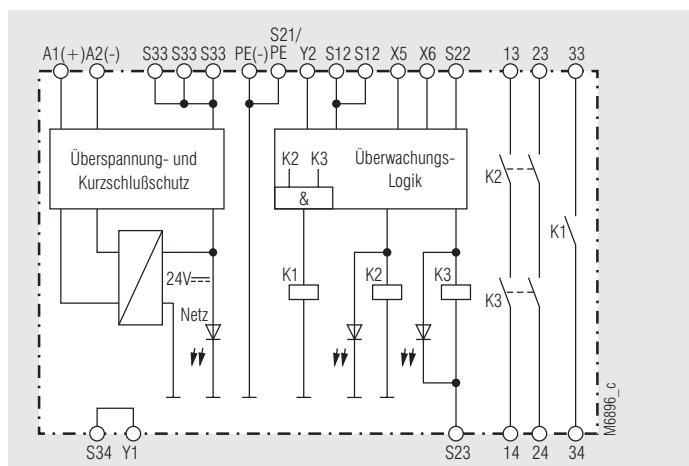 S21/
A1(+) A2(-) S33 S33 S33 PE(-) PE Y2 S12 S12 X5 X6 S22 13 23 33
Überspannung- und
Kurzschlußschutz
K2 K3
Überwachungs-
Logik
&
K2
K1
24V
K1 K2 K3
K3
Netz
M6896_c
S34 Y1 S23 14 24 34